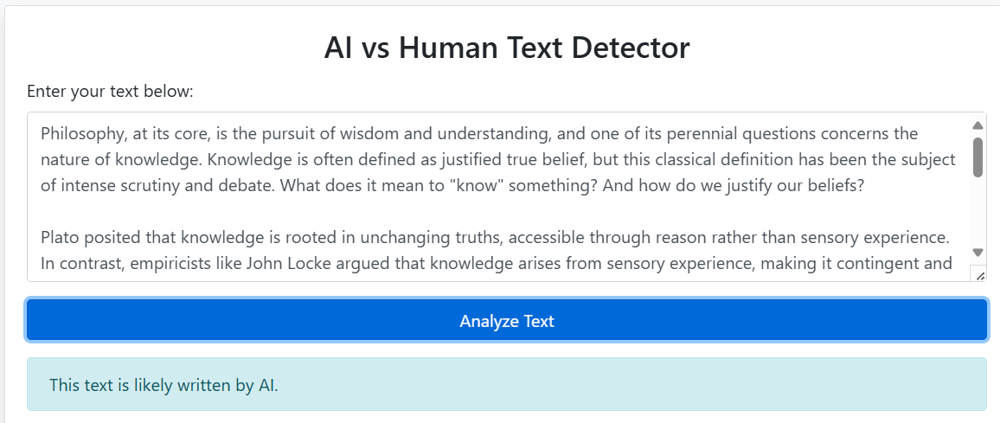 AI vs Human Text Detector
Enter your text below:
Philosophy, at its core, is the pursuit of wisdom and understanding, and one of its perennial questions concerns the
nature of knowledge. Knowledge is often defined as justified true belief, but this classical definition has been the subject
of intense scrutiny and debate. What does it mean to "know" something? And how do we justify our beliefs?
Plato posited that knowledge is rooted in unchanging truths, accessible through reason rather than sensory experience.
In contrast, empiricists like John Locke argued that knowledge arises from sensory experience, making it contingent and
Analyze Text
This text is likely written by AI.